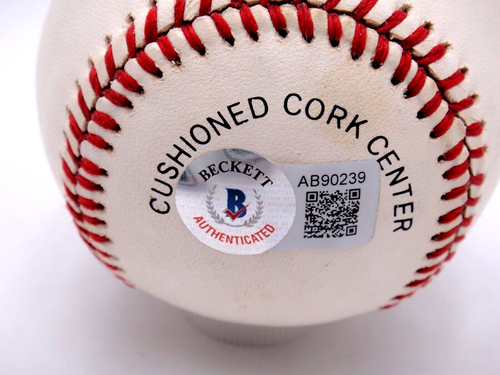 CUSHIONED CORK CENTER
BECKETT
B
AUTHENTICATED
AB90239